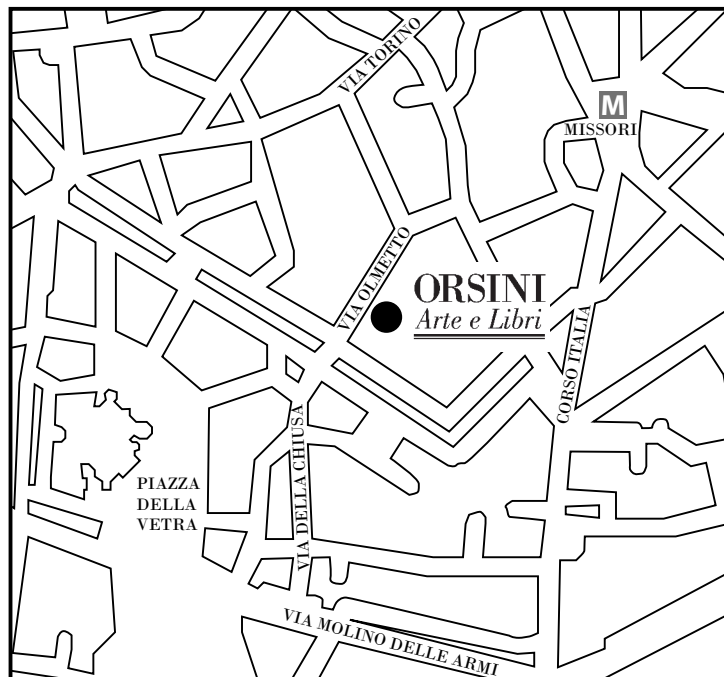 VIA TORINO
M
MISSORI
VIA OLMETTO
ORSINI
Arte e Libri
CORSO ITALIA
VIA DELLA CHIUSA
PIAZZA
DELLA
VETRA
VIA MOLINO DELLE ARMI